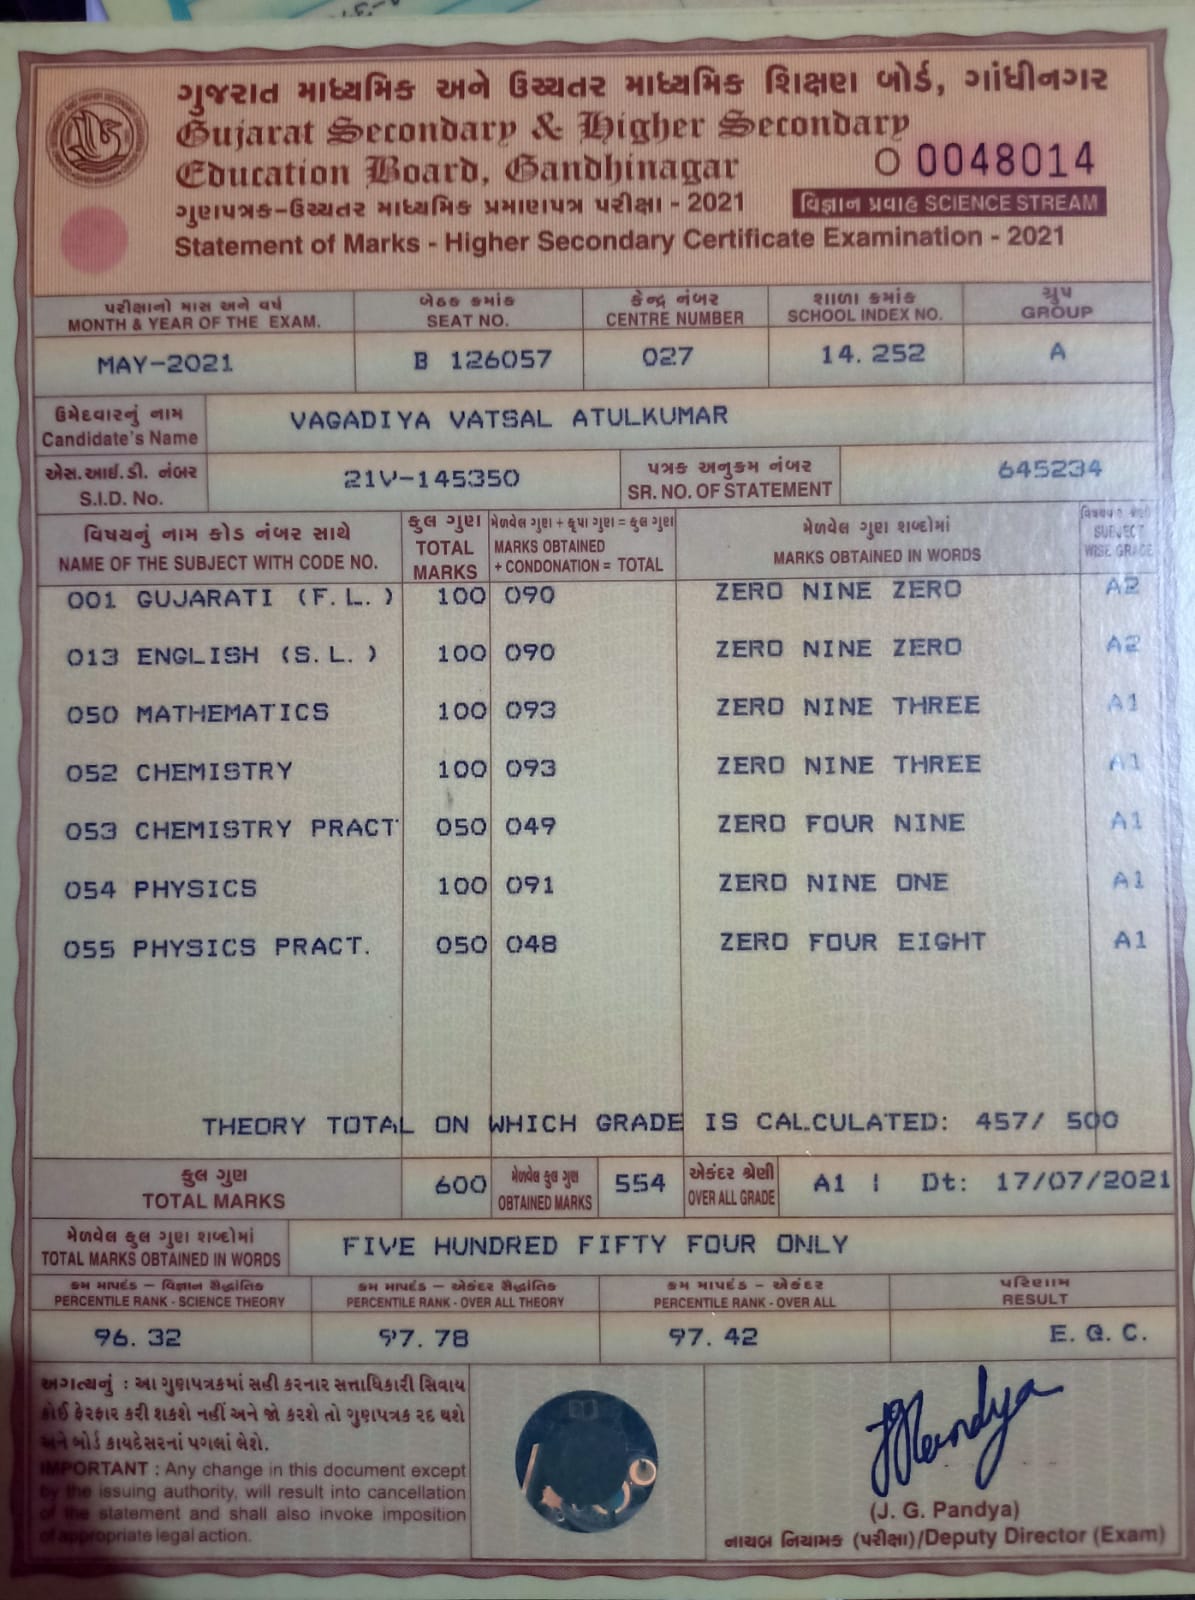 ગુજરાત માધ્યમિક અને ઉચ્ચતર માધ્યમિક શિક્ષણ બોર્ડ, ગાંધીનગર
Gujarat Secondary & Higher Secondary
Education Board, Gandhinagar
O 0048014
ગુણપત્રક-ઉચ્ચતર માધ્યમિક પ્રમાણપત્ર પરીક્ષા - 2021
વિજ્ઞાન પ્રવાહ SCIENCE STREAM
Statement of Marks - Higher Secondary Certificate Examination - 2021
પરીક્ષાનો માસ અને વર્ષ બેઠક ક્રમાંક કેન્દ્ર નંબર શાળા ક્રમાંક ગ્રુપ
MONTH & YEAR OF THE EXAM. SEAT NO. CENTRE NUMBER SCHOOL INDEX NO. GROUP
MAY-2021 B 126057 027 14. 252 A
ઉમેદવારનું નામ
Candidate's Name
VAGADIYA VATSAL ATULKUMAR
એસ.આઈ.ડી. નંબર
S.I.D. No.
21V-145350
પત્રક અનુક્રમ નંબર
SR. NO. OF STATEMENT
645234
વિષયનું નામ કોડ નંબર સાથે
NAME OF THE SUBJECT WITH CODE NO.
કુલ ગુણ
TOTAL
MARKS
મેળવેલ ગુણ + કૃપા ગુણ = કુલ ગુણ
MARKS OBTAINED
+ CONDONATION = TOTAL
મેળવેલ ગુણ શબ્દોમાં
MARKS OBTAINED IN WORDS
વિષયવાર શ્રેણી
SUBJECT
WISE GRADE
001 GUJARATI (F.L.) 100 090 ZERO NINE ZERO A2
013 ENGLISH (S.L.) 100 090 ZERO NINE ZERO A2
050 MATHEMATICS 100 093 ZERO NINE THREE A1
052 CHEMISTRY 100 093 ZERO NINE THREE A1
053 CHEMISTRY PRACT 050 049 ZERO FOUR NINE A1
054 PHYSICS 100 091 ZERO NINE ONE A1
055 PHYSICS PRACT. 050 048 ZERO FOUR EIGHT A1
THEORY TOTAL ON WHICH GRADE IS CALCULATED: 457/ 500
કુલ ગુણ
TOTAL MARKS
600
મેળવેલ કુલ ગુણ
OBTAINED MARKS
554
એકંદર શ્રેણી
OVER ALL GRADE
A1 | Dt: 17/07/2021
મેળવેલ કુલ ગુણ શબ્દોમાં
TOTAL MARKS OBTAINED IN WORDS
FIVE HUNDRED FIFTY FOUR ONLY
ક્રમ માપદંડ – વિજ્ઞાન સૈદ્ધાંતિક ક્રમ માપદંડ – એકંદર સૈદ્ધાંતિક ક્રમ માપદંડ - એકંદર પરિણામ
PERCENTILE RANK - SCIENCE THEORY PERCENTILE RANK - OVER ALL THEORY PERCENTILE RANK - OVER ALL RESULT
96. 32 97. 78 97. 42 E. Q. C.
અગત્યનું : આ ગુણપત્રકમાં સહી કરનાર સત્તાધિકારી સિવાય
કોઈ ફેરફાર કરી શકશે નહીં અને જો કરશે તો ગુણપત્રક રદ થશે
અને બોર્ડ કાયદેસરનાં પગલાં લેશે.
IMPORTANT : Any change in this document except
by the issuing authority, will result into cancellation
of the statement and shall also invoke imposition
of appropriate legal action.
(J. G. Pandya)
નાયબ નિયામક (પરીક્ષા)/Deputy Director (Exam)